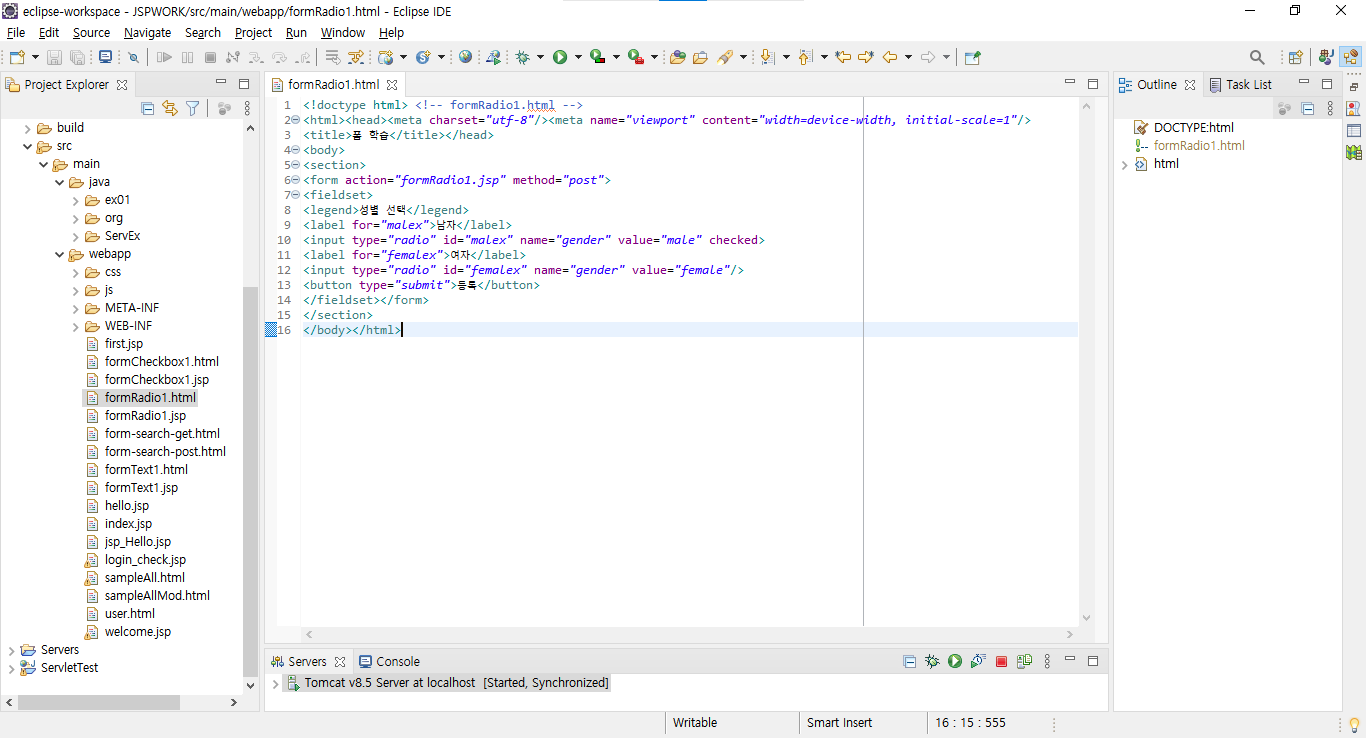 eclipse-workspace - JSPWORK/src/main/webapp/formRadio1.html - Eclipse IDE
File Edit Source Navigate Search Project Run Window Help
Project Explorer
build
src
main
java
ex01
org
ServEx
webapp
css
js
META-INF
WEB-INF
first.jsp
formCheckbox1.html
formCheckbox1.jsp
formRadio1.html
formRadio1.jsp
form-search-get.html
form-search-post.html
formText1.html
formText1.jsp
hello.jsp
index.jsp
jsp_Hello.jsp
login_check.jsp
sampleAll.html
sampleAllMod.html
user.html
welcome.jsp
Servers
ServletTest
formRadio1.html
1 <!doctype html> <!-- formRadio1.html -->
2 <html><head><meta charset="utf-8"/><meta name="viewport" content="width=device-width, initial-scale=1"/>
3 <title>폼 학습</title></head>
4 <body>
5 <section>
6 <form action="formRadio1.jsp" method="post">
7 <fieldset>
8 <legend>성별 선택</legend>
9 <label for="malex">남자</label>
10 <input type="radio" id="malex" name="gender" value="male" checked>
11 <label for="femalex">여자</label>
12 <input type="radio" id="femalex" name="gender" value="female"/>
13 <button type="submit">등록</button>
14 </fieldset></form>
15 </section>
16 </body></html>
Servers Console
Tomcat v8.5 Server at localhost [Started, Synchronized]
Outline Task List
DOCTYPE:html
formRadio1.html
html
Writable Smart Insert 16 : 15 : 555